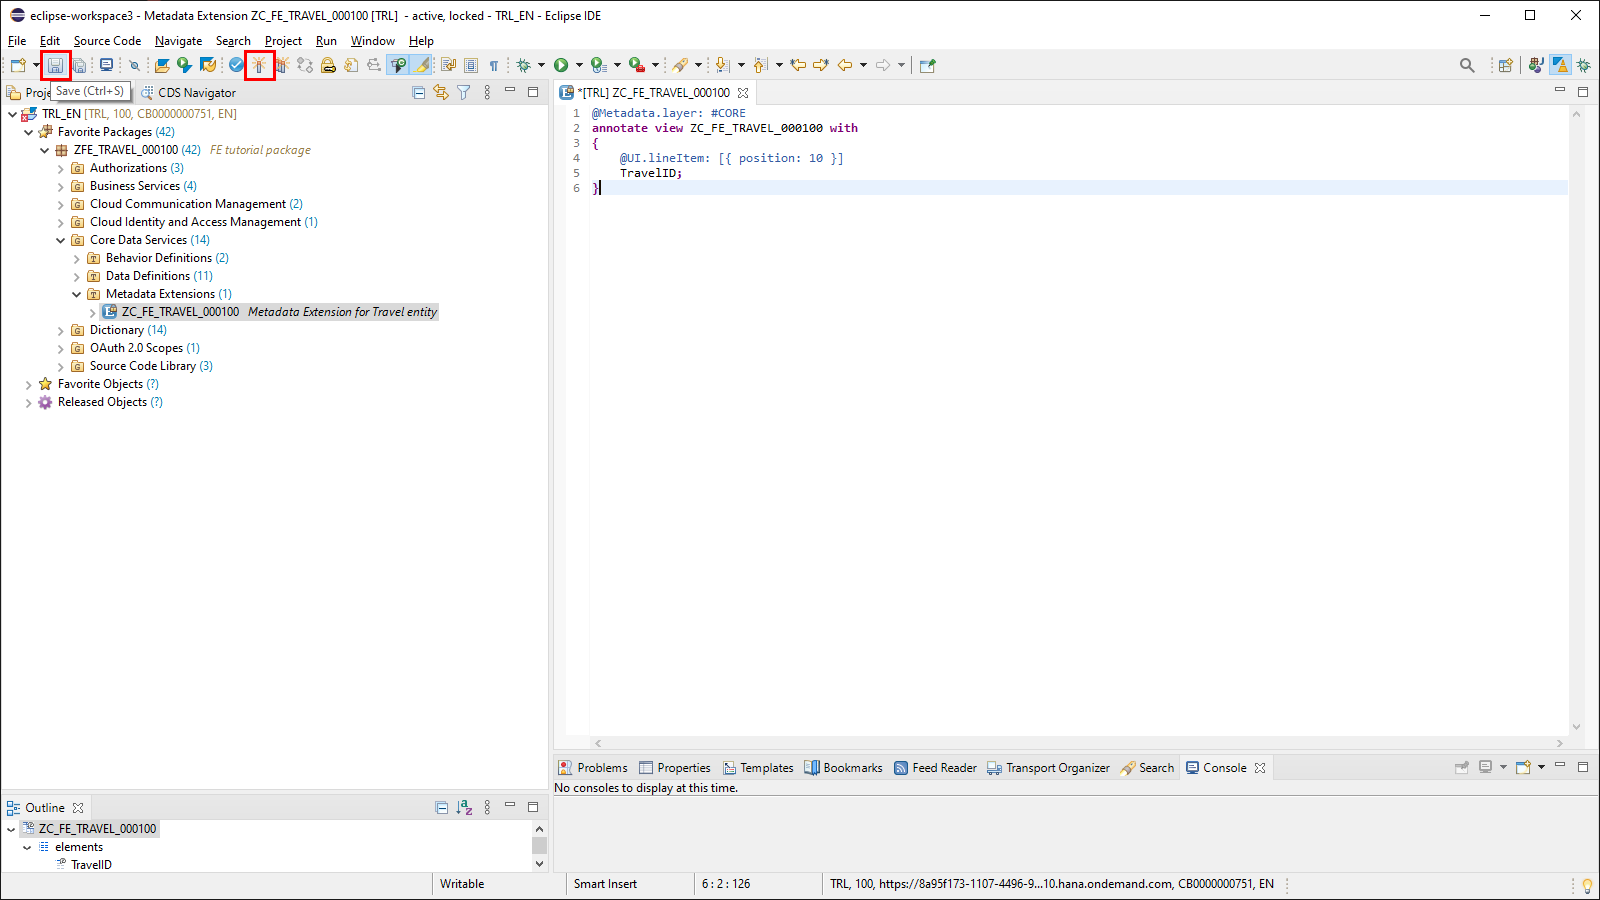 eclipse-workspace3 - Metadata Extension ZC_FE_TRAVEL_000100 [TRL]  - active, locked - TRL_EN - Eclipse IDE
File Edit Source Code Navigate Search Project Run Window Help
Proje
Save (Ctrl+S)
CDS Navigator
TRL_EN [TRL, 100, CB0000000751, EN]
Favorite Packages (42)
ZFE_TRAVEL_000100 (42) FE tutorial package
Authorizations (3)
Business Services (4)
Cloud Communication Management (2)
Cloud Identity and Access Management (1)
Core Data Services (14)
Behavior Definitions (2)
Data Definitions (11)
Metadata Extensions (1)
ZC_FE_TRAVEL_000100 Metadata Extension for Travel entity
Dictionary (14)
OAuth 2.0 Scopes (1)
Source Code Library (3)
Favorite Objects (?)
Released Objects (?)
*[TRL] ZC_FE_TRAVEL_000100
1 @Metadata.layer: #CORE
2 annotate view ZC_FE_TRAVEL_000100 with
3 {
4     @UI.lineItem: [{ position: 10 }]
5     TravelID;
6 }
Problems Properties Templates Bookmarks Feed Reader Transport Organizer Search Console
No consoles to display at this time.
Outline
ZC_FE_TRAVEL_000100
elements
TravelID
Writable Smart Insert 6 : 2 : 126 TRL, 100, https://8a95f173-1107-4496-9...10.hana.ondemand.com, CB0000000751, EN